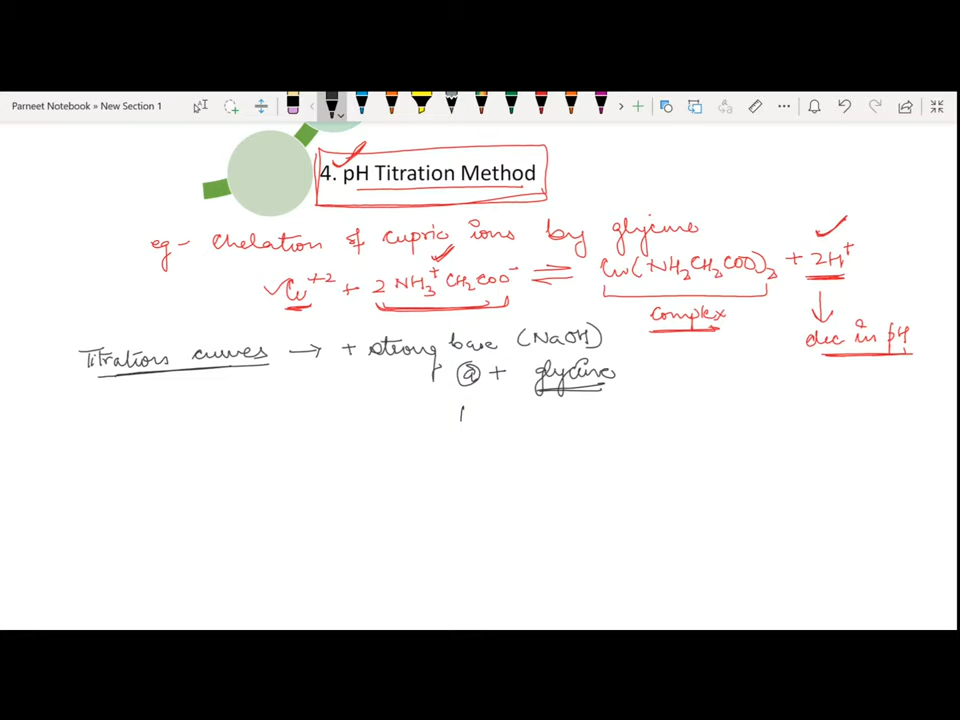 Parneet Notebook » New Section 1
4. pH Titration Method
eg - Chelation of cupric ions by glycine
Cu+2 + 2 NH3+ CH2COO- ⇌ Cu(NH2CH2COO)2 + 2H+
complex
↓
dec in pH
Titration curves → + strong base (NaOH)
ⓐ + glycine